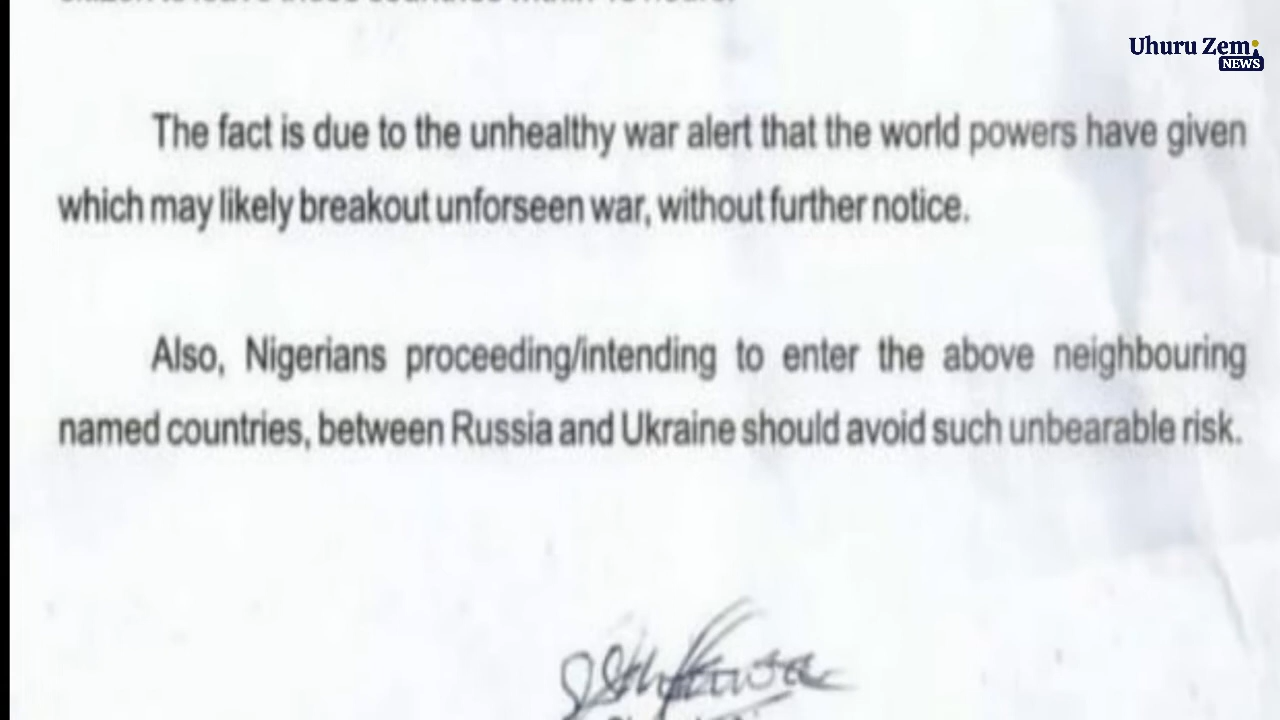 Uhuru Zem
NEWS
The fact is due to the unhealthy war alert that the world powers have given
which may likely breakout unforseen war, without further notice.
Also, Nigerians proceeding/intending to enter the above neighbouring
named countries, between Russia and Ukraine should avoid such unbearable risk.